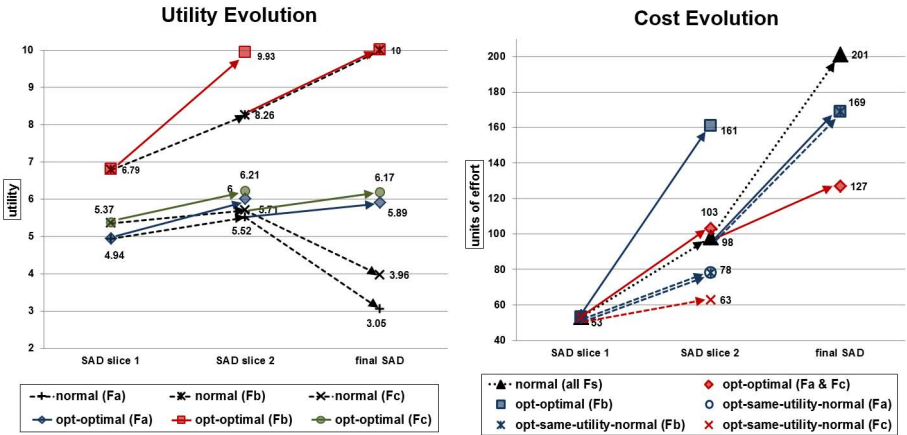 Utility Evolution
10
9
8
7
6
5
4
3
2
utility
9.93
10
8.26
6.79
6.21
6
6.17
5.37
5.71
5.89
5.52
4.94
3.96
3.05
SAD slice 1
SAD slice 2
final SAD
normal (Fa)
normal (Fb)
normal (Fc)
opt-optimal (Fa)
opt-optimal (Fb)
opt-optimal (Fc)
Cost Evolution
200
180
160
140
120
100
80
60
40
units of effort
201
169
161
127
103
98
78
63
53
SAD slice 1
SAD slice 2
final SAD
normal (all Fs)
opt-optimal (Fa & Fc)
opt-optimal (Fb)
opt-same-utility-normal (Fa)
opt-same-utility-normal (Fb)
opt-same-utility-normal (Fc)